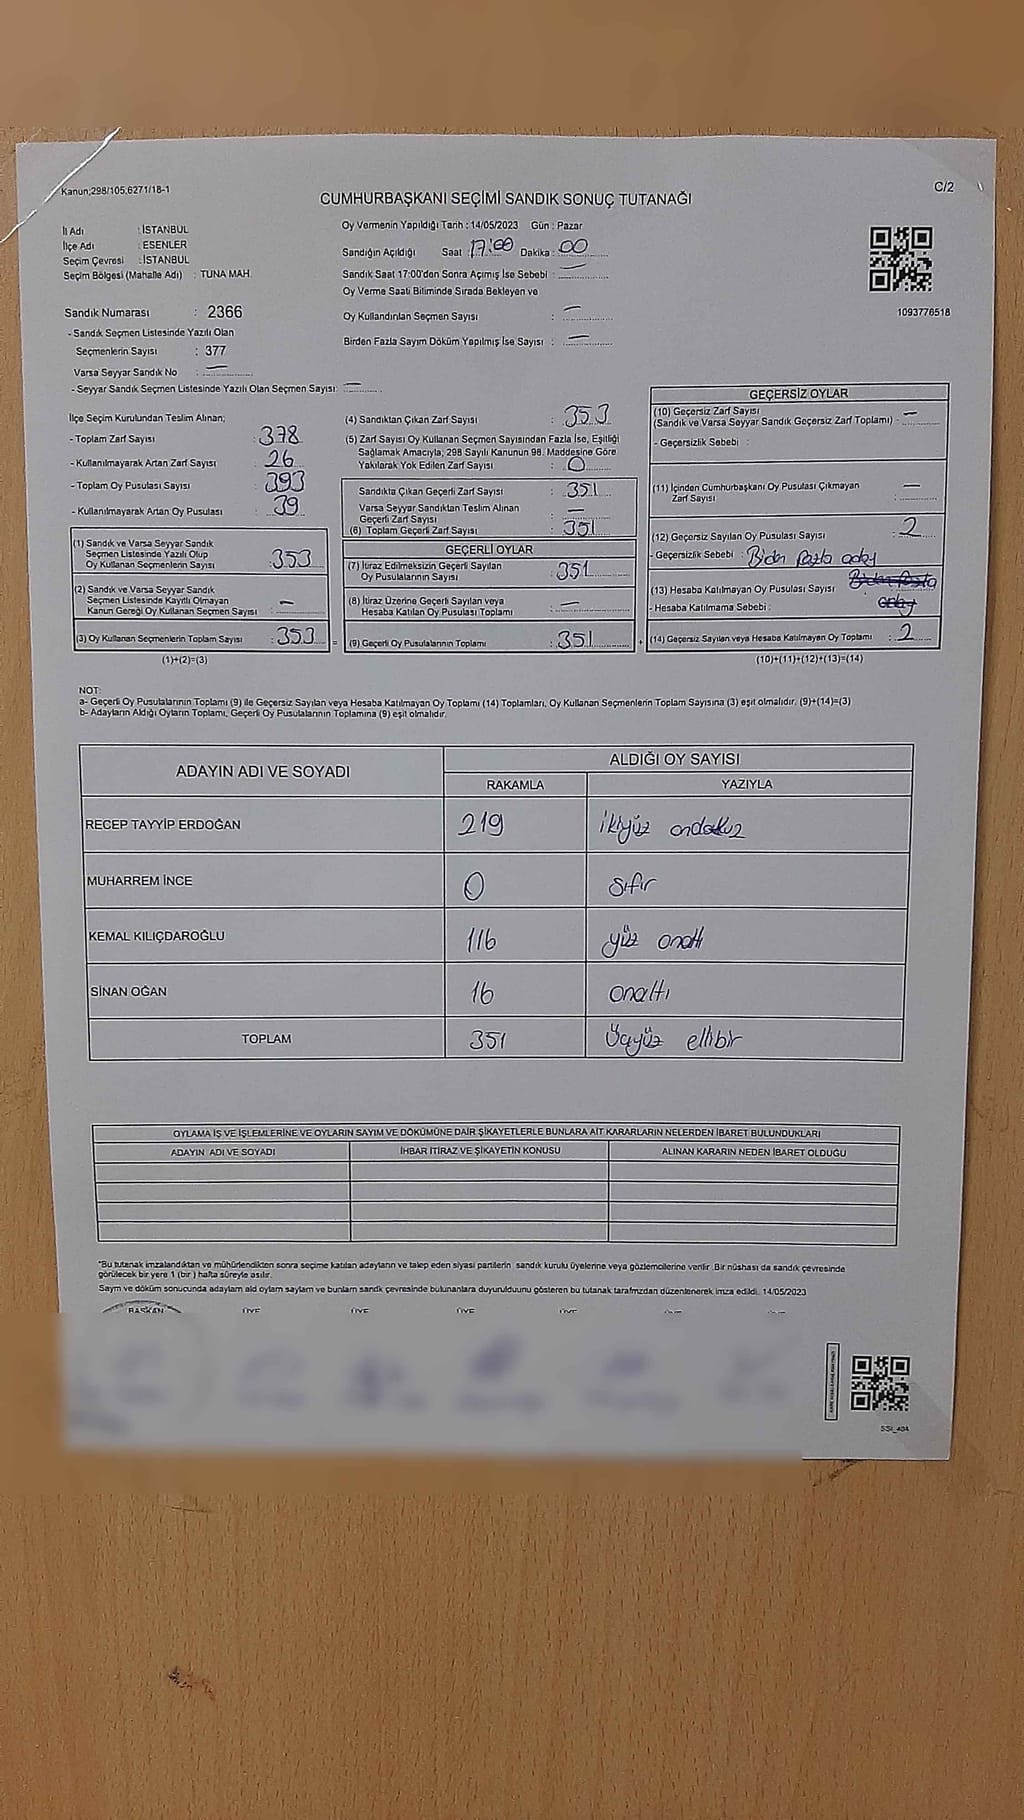 Kanun;298/105;6271/18-1
C/2
CUMHURBAŞKANI SEÇİMİ SANDIK SONUÇ TUTANAĞI
İl Adı : İSTANBUL
İlçe Adı : ESENLER
Seçim Çevresi : İSTANBUL
Seçim Bölgesi (Mahalle Adı) : TUNA MAH.
Oy Vermenin Yapıldığı Tarih : 14/05/2023 Gün : Pazar
Sandığın Açıldığı Saat 17:00 Dakika : 00
Sandık Saat 17:00'den Sonra Açımış İse Sebebi : —
Oy Verme Saati Bitiminde Sırada Bekleyen ve
Oy Kullandırılan Seçmen Sayısı : —
Birden Fazla Sayım Döküm Yapılmış İse Sayısı : —
1093776518
Sandık Numarası : 2366
- Sandık Seçmen Listesinde Yazılı Olan
Seçmenlerin Sayısı : 377
Varsa Seyyar Sandık No : —
- Seyyar Sandık Seçmen Listesinde Yazılı Olan Seçmen Sayısı: —
İlçe Seçim Kurulundan Teslim Alınan;
- Toplam Zarf Sayısı : 378
- Kullanılmayarak Artan Zarf Sayısı : 26
- Toplam Oy Pusulası Sayısı : 393
- Kullanılmayarak Artan Oy Pusulası : 39
(1) Sandık ve Varsa Seyyar Sandık
Seçmen Listesinde Yazılı Olup
Oy Kullanan Seçmenlerin Sayısı : 353
(2) Sandık ve Varsa Seyyar Sandık
Seçmen Listesinde Kayıtlı Olmayan
Kanun Gereği Oy Kullanan Seçmen Sayısı : —
(3) Oy Kullanan Seçmenlerin Toplam Sayısı : 353 =
(1)+(2)=(3)
(4) Sandıktan Çıkan Zarf Sayısı : 353
(5) Zarf Sayısı Oy Kullanan Seçmen Sayısından Fazla İse, Eşitliği
Sağlamak Amacıyla; 298 Sayılı Kanunun 98. Maddesine Göre
Yakılarak Yok Edilen Zarf Sayısı : 0
Sandıkta Çıkan Geçerli Zarf Sayısı : 351
Varsa Seyyar Sandıktan Teslim Alınan
Geçerli Zarf Sayısı : —
(6) Toplam Geçerli Zarf Sayısı : 351
GEÇERLİ OYLAR
(7) İtiraz Edilmeksizin Geçerli Sayılan
Oy Pusulalarının Sayısı : 351
(8) İtiraz Üzerine Geçerli Sayılan veya
Hesaba Katılan Oy Pusulası Toplamı : —
(9) Geçerli Oy Pusulalarının Toplamı : 351 +
GEÇERSİZ OYLAR
(10) Geçersiz Zarf Sayısı
(Sandık ve Varsa Seyyar Sandık Geçersiz Zarf Toplamı) - —
- Geçersizlik Sebebi :
(11) İçinden Cumhurbaşkanı Oy Pusulası Çıkmayan
Zarf Sayısı : —
(12) Geçersiz Sayılan Oy Pusulası Sayısı : 2
- Geçersizlik Sebebi : Birden fazla aday
(13) Hesaba Katılmayan Oy Pusulası Sayısı : Birden fazla
- Hesaba Katılmama Sebebi : aday
(14) Geçersiz Sayılan veya Hesaba Katılmayan Oy Toplamı : 2
(10)+(11)+(12)+(13)=(14)
NOT:
a- Geçerli Oy Pusulalarının Toplamı (9) ile Geçersiz Sayılan veya Hesaba Katılmayan Oy Toplamı (14) Toplamları, Oy Kullanan Seçmenlerin Toplam Sayısına (3) eşit olmalıdır. (9)+(14)=(3)
b- Adayların Aldığı Oyların Toplamı, Geçerli Oy Pusulalarının Toplamına (9) eşit olmalıdır.
ADAYIN ADI VE SOYADI
ALDIĞI OY SAYISI
RAKAMLA YAZIYLA
RECEP TAYYİP ERDOĞAN 219 ikiyüz ondokuz
MUHARREM İNCE 0 sıfır
KEMAL KILIÇDAROĞLU 116 yüz onaltı
SİNAN OĞAN 16 onaltı
TOPLAM 351 Üçyüz ellibir
OYLAMA İŞ VE İŞLEMLERİNE VE OYLARIN SAYIM VE DÖKÜMÜNE DAİR ŞİKAYETLERLE BUNLARA AİT KARARLARIN NELERDEN İBARET BULUNDUKLARI
ADAYIN ADI VE SOYADI İHBAR İTİRAZ VE ŞİKAYETİN KONUSU ALINAN KARARIN NEDEN İBARET OLDUĞU
*Bu tutanak imzalandıktan ve mühürlendikten sonra seçime katılan adayların ve talep eden siyasi partilerin sandık kurulu üyelerine veya gözlemcilerine verilir. Bir nüshası da sandık çevresinde
görülecek bir yere 1 (bir) hafta süreyle asılır.
Sayım ve döküm sonucunda adayların aldı oyların sayıları ve bunların sandık çevresinde bulunanlara duyurulduunu gösteren bu tutanak tarafımızdan düzenlenerek imza edildi. 14/05/2023
BAŞKAN ÜYE ÜYE ÜYE ÜYE ÜYE ÜYE
SSI_404